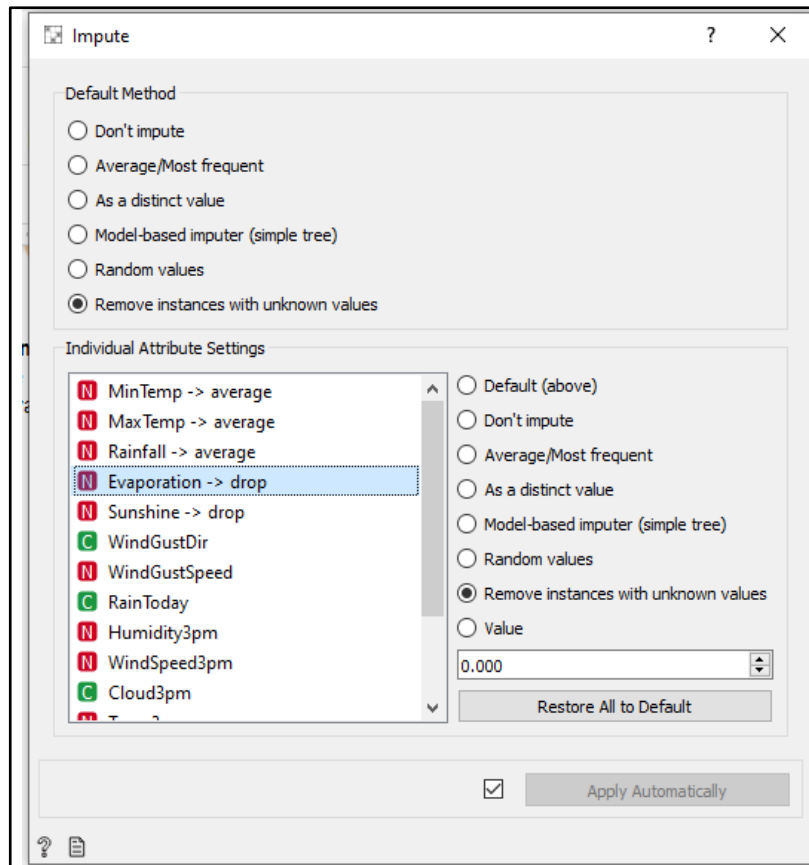 Impute ? X
Default Method
Don't impute
Average/Most frequent
As a distinct value
Model-based imputer (simple tree)
Random values
Remove instances with unknown values
Individual Attribute Settings
N MinTemp -> average
N MaxTemp -> average
N Rainfall -> average
N Evaporation -> drop
N Sunshine -> drop
C WindGustDir
N WindGustSpeed
C RainToday
N Humidity3pm
N WindSpeed3pm
C Cloud3pm
Default (above)
Don't impute
Average/Most frequent
As a distinct value
Model-based imputer (simple tree)
Random values
Remove instances with unknown values
Value
0.000
Restore All to Default
Apply Automatically
?